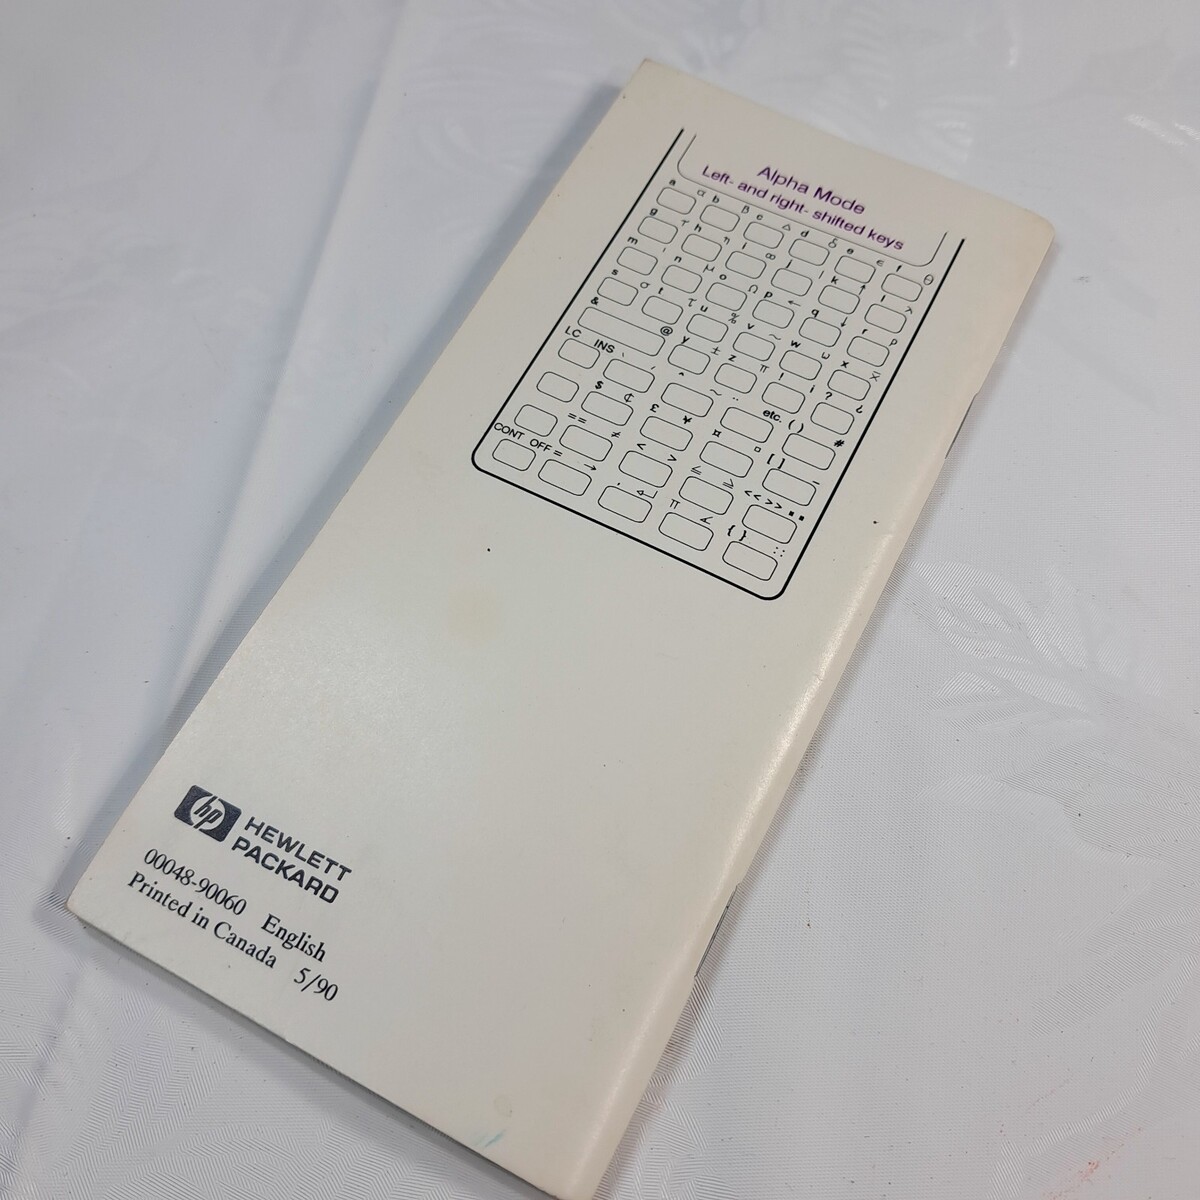 Alpha Mode
Left- and right- shifted keys
a α b β c Δ d δ e ε f θ
g γ h η i ∞ j k ↑ l λ
m n μ o Ω p ← q ↓ r ρ
s σ t τ u % v ~ w ω x
& @ y ± z π ! ¡ ? ¿
LC INS ` ´ ^ ~ ¨ etc. ( ) #
$ ¢ £ ¥ ¤ [ ] _
== ≠ < > ≤ ≥ << >> " "
CONT OFF = → , ↵ π ∠ { } : :
hp HEWLETT
PACKARD
00048-90060 English
Printed in Canada 5/90